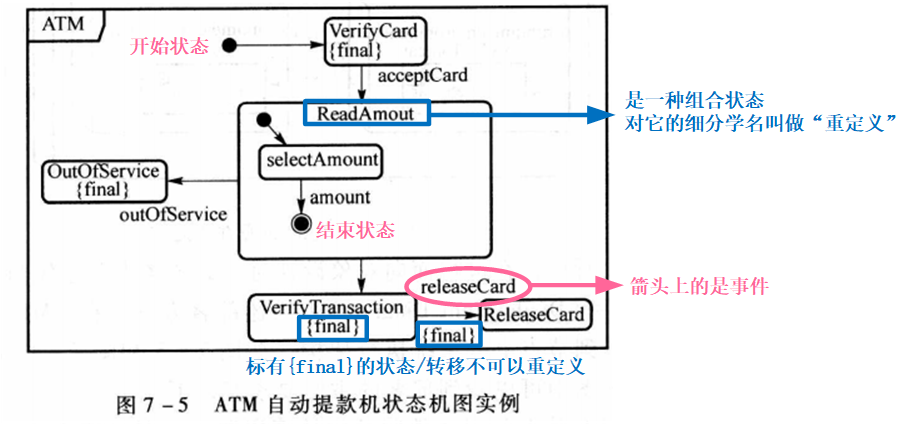 ATM
开始状态
VerifyCard
{final}
acceptCard
ReadAmout
是一种组合状态
对它的细分学名叫做“重定义”
selectAmount
OutOfService
{final}
outOfService
amount
结束状态
releaseCard
箭头上的是事件
VerifyTransaction
{final}
{final}
ReleaseCard
标有{final}的状态/转移不可以重定义
图 7-5 ATM 自动提款机状态机图实例